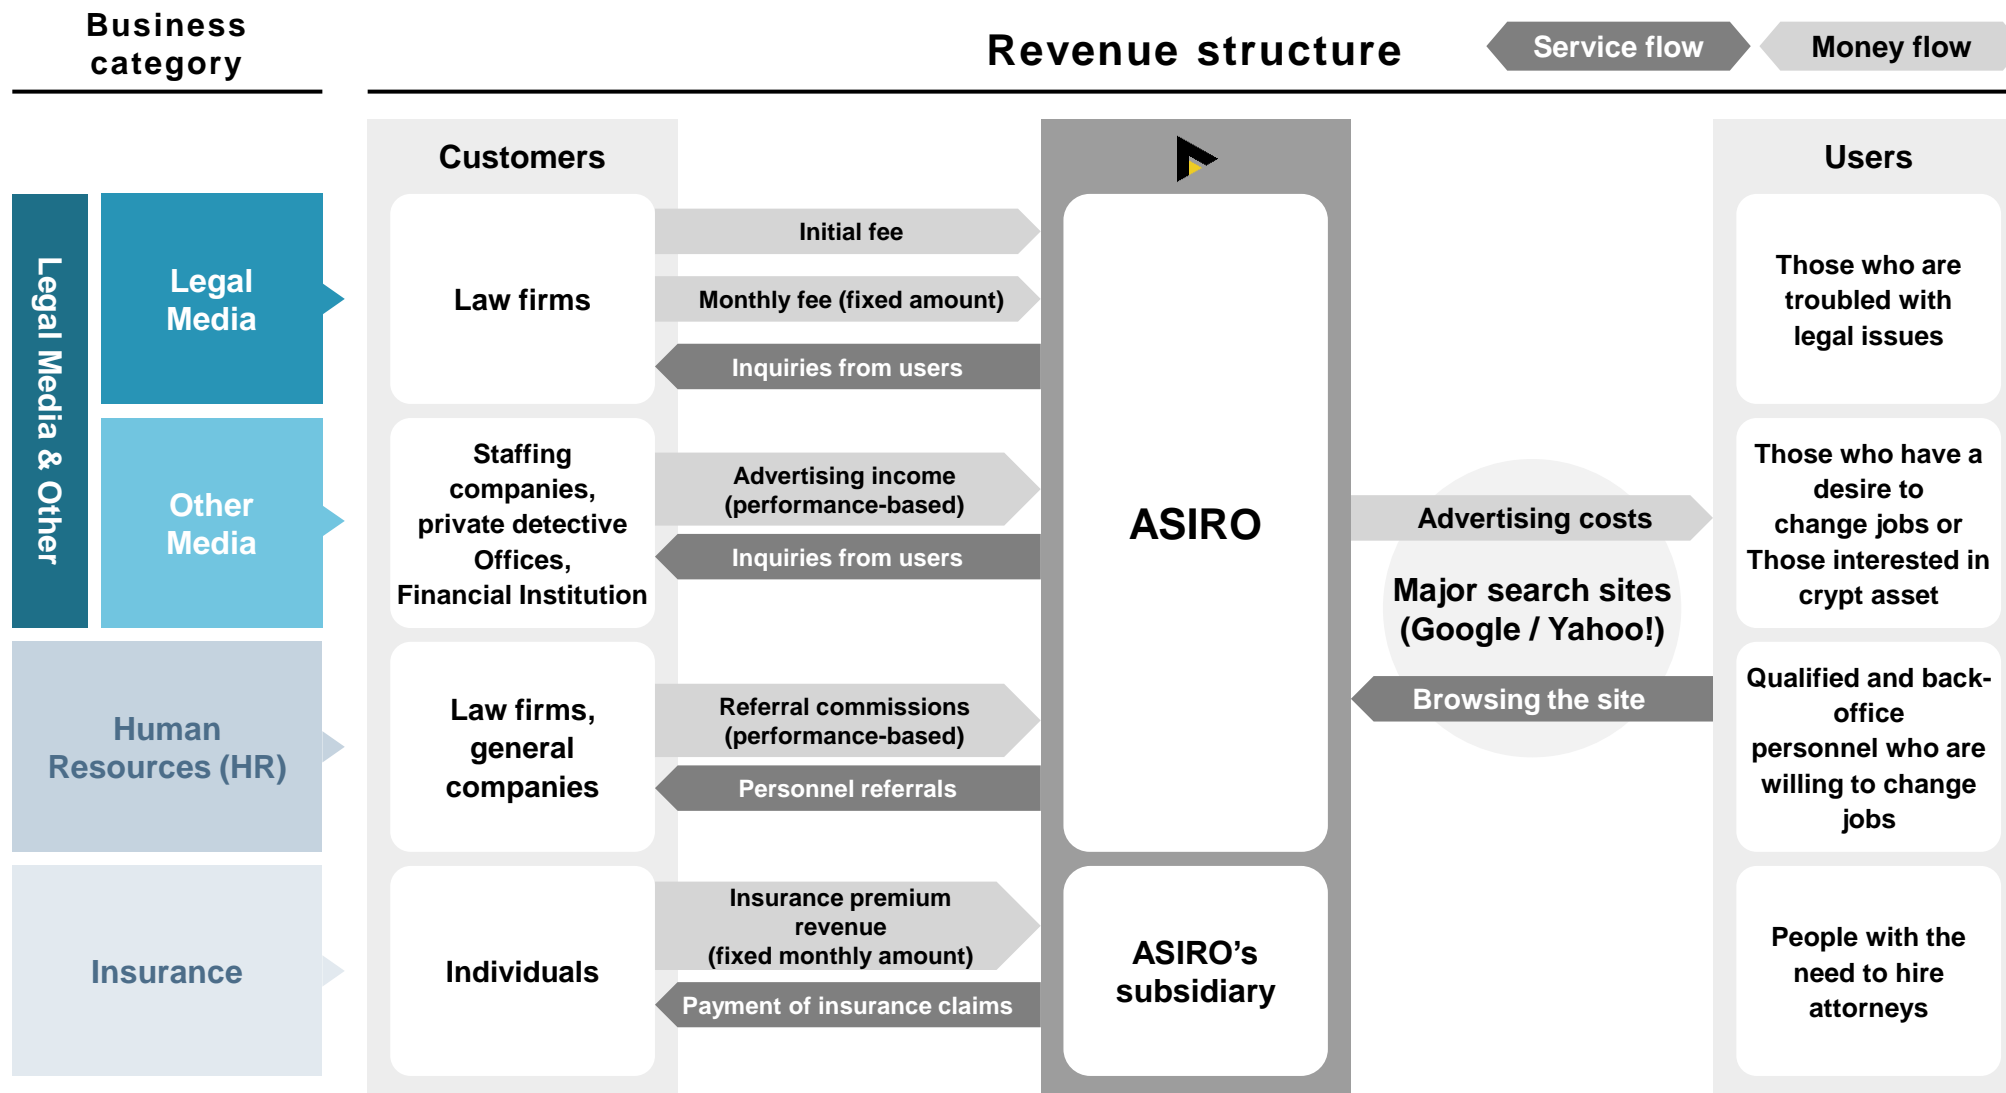 Business
category
Revenue structure
Service flow
Money flow
Customers
Users
Legal Media & Other
Legal
Media
Law firms
Initial fee
Monthly fee (fixed amount)
Inquiries from users
Those who are
troubled with
legal issues
Other
Media
Staffing
companies,
private detective
Offices,
Financial Institution
Advertising income
(performance-based)
Inquiries from users
ASIRO
Advertising costs
Major search sites
(Google / Yahoo!)
Browsing the site
Those who have a
desire to
change jobs or
Those interested in
crypt asset
Human
Resources (HR)
Law firms,
general
companies
Referral commissions
(performance-based)
Personnel referrals
Qualified and back-
office
personnel who are
willing to change
jobs
Insurance
Individuals
Insurance premium
revenue
(fixed monthly amount)
Payment of insurance claims
ASIRO’s
subsidiary
People with the
need to hire
attorneys